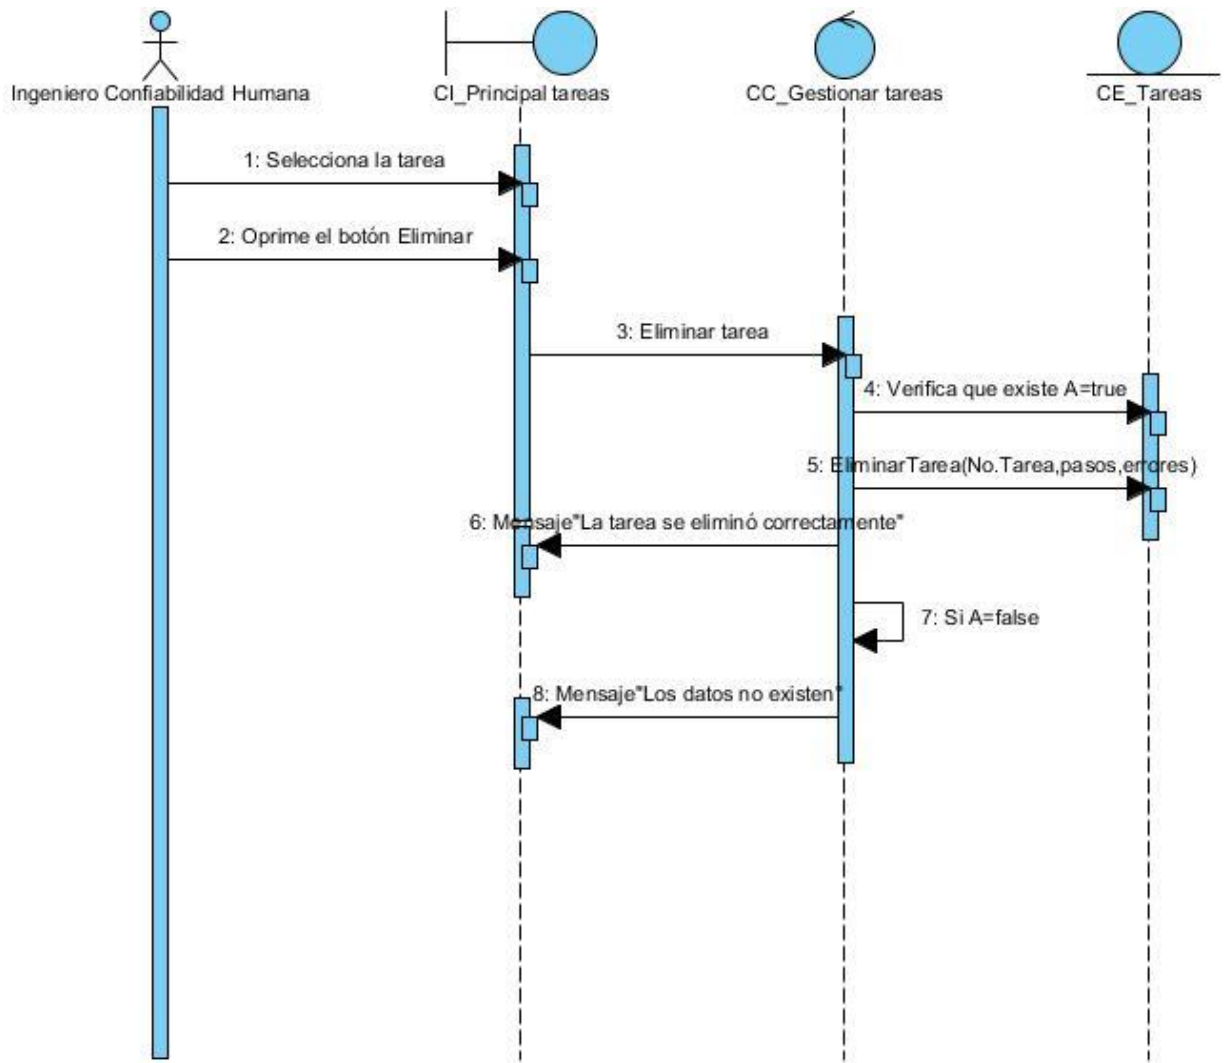 Ingeniero Confiabilidad Humana
CI_Principal tareas
CC_Gestionar tareas
CE_Tareas
1: Selecciona la tarea
2: Oprime el botón Eliminar
3: Eliminar tarea
4: Verifica que existe A=true
5: EliminarTarea(No.Tarea,pasos,errores)
6: Mensaje"La tarea se eliminó correctamente"
7: Si A=false
8: Mensaje"Los datos no existen"